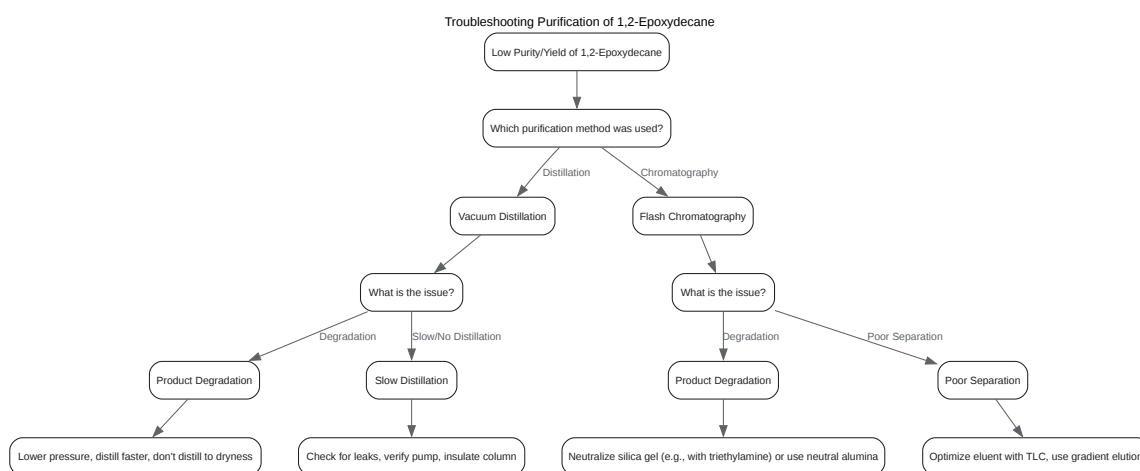 Troubleshooting Purification of 1,2-Epoxydecane
Low Purity/Yield of 1,2-Epoxydecane
Which purification method was used?
Distillation
Chromatography
Vacuum Distillation
Flash Chromatography
What is the issue?
What is the issue?
Degradation
Slow/No Distillation
Degradation
Poor Separation
Product Degradation
Slow Distillation
Product Degradation
Poor Separation
Lower pressure, distill faster, don't distill to dryness
Check for leaks, verify pump, insulate column
Neutralize silica gel (e.g., with triethylamine) or use neutral alumina
Optimize eluent with TLC, use gradient elution